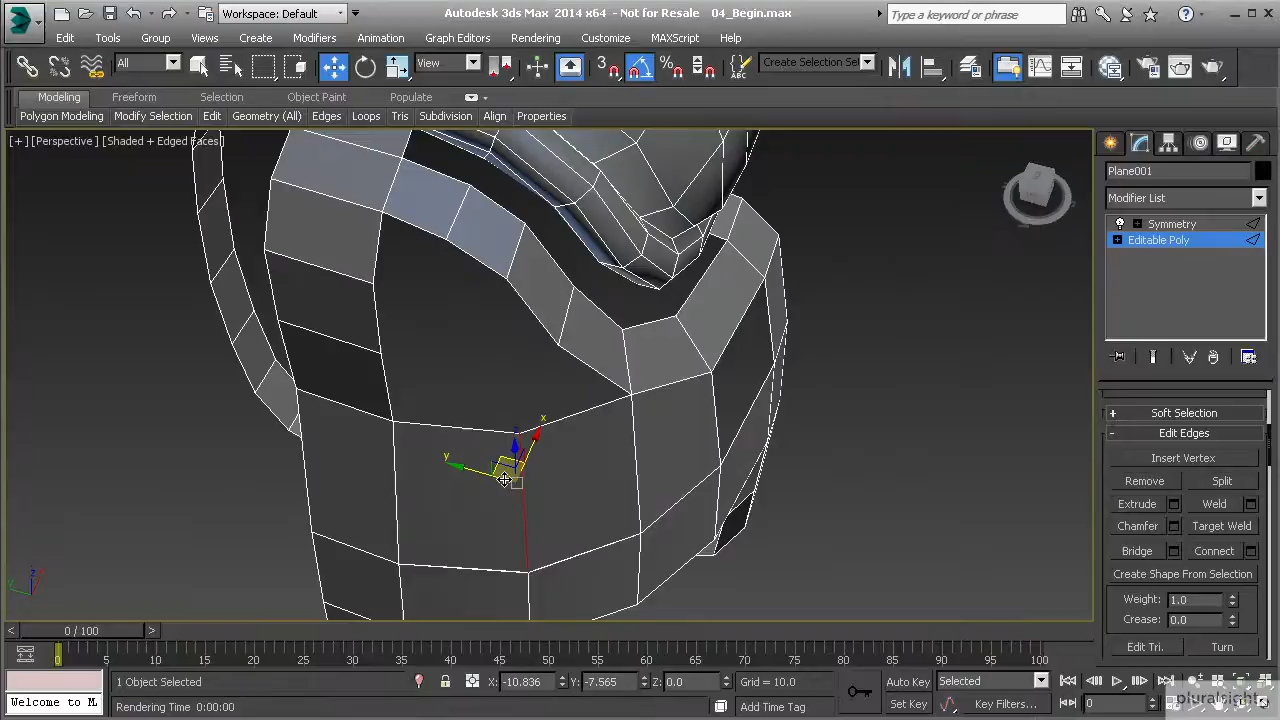 Workspace: Default
Autodesk 3ds Max 2014 x64 - Not for Resale 04_Begin.max
Type a keyword or phrase
Edit Tools Group Views Create Modifiers Animation Graph Editors Rendering Customize MAXScript Help
All View 3 Create Selection Se
Modeling Freeform Selection Object Paint Populate
Polygon Modeling Modify Selection Edit Geometry (All) Edges Loops Tris Subdivision Align Properties
[+] [Perspective] [Shaded + Edged Faces]
Plane001
Modifier List
Symmetry
Editable Poly
x
y
+ Soft Selection
- Edit Edges
Insert Vertex
Remove Split
Extrude Weld
Chamfer Target Weld
Bridge Connect
Create Shape From Selection
Weight: 1.0
Crease: 0.0
Edit Tri. Turn
z
y
< 0 / 100 >
0 5 10 15 20 25 30 35 40 45 50 55 60 65 70 75 80 85 90 95 100
1 Object Selected X: -10.836 Y: -7.565 Z: 0.0 Grid = 10.0 Auto Key Selected
Welcome to M
Rendering Time 0:00:00 Add Time Tag Set Key Key Filters... 0
pluralsight